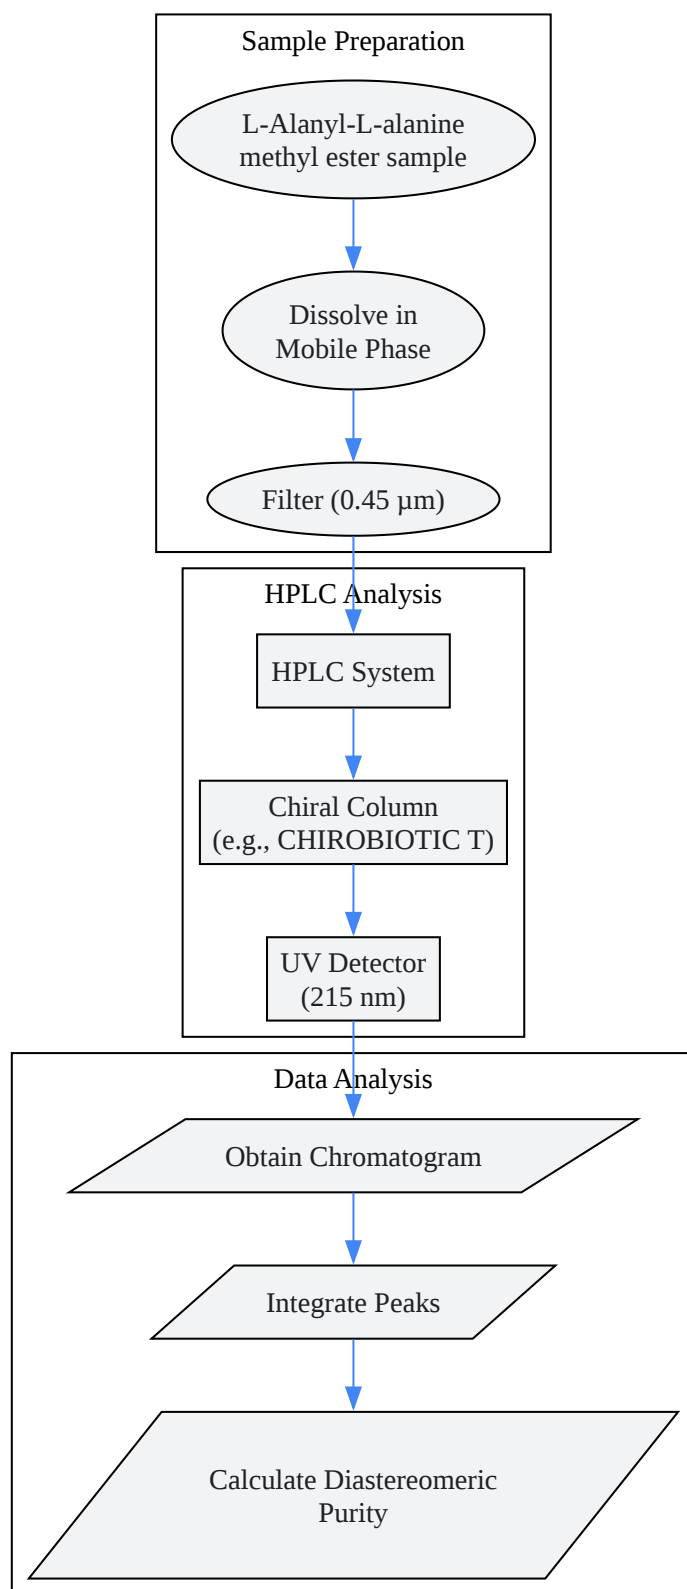 Sample Preparation
L-Alanyl-L-alanine
methyl ester sample
Dissolve in
Mobile Phase
Filter (0.45 µm)
HPLC Analysis
HPLC System
Chiral Column
(e.g., CHIROBIOTIC T)
UV Detector
(215 nm)
Data Analysis
Obtain Chromatogram
Integrate Peaks
Calculate Diastereomeric
Purity